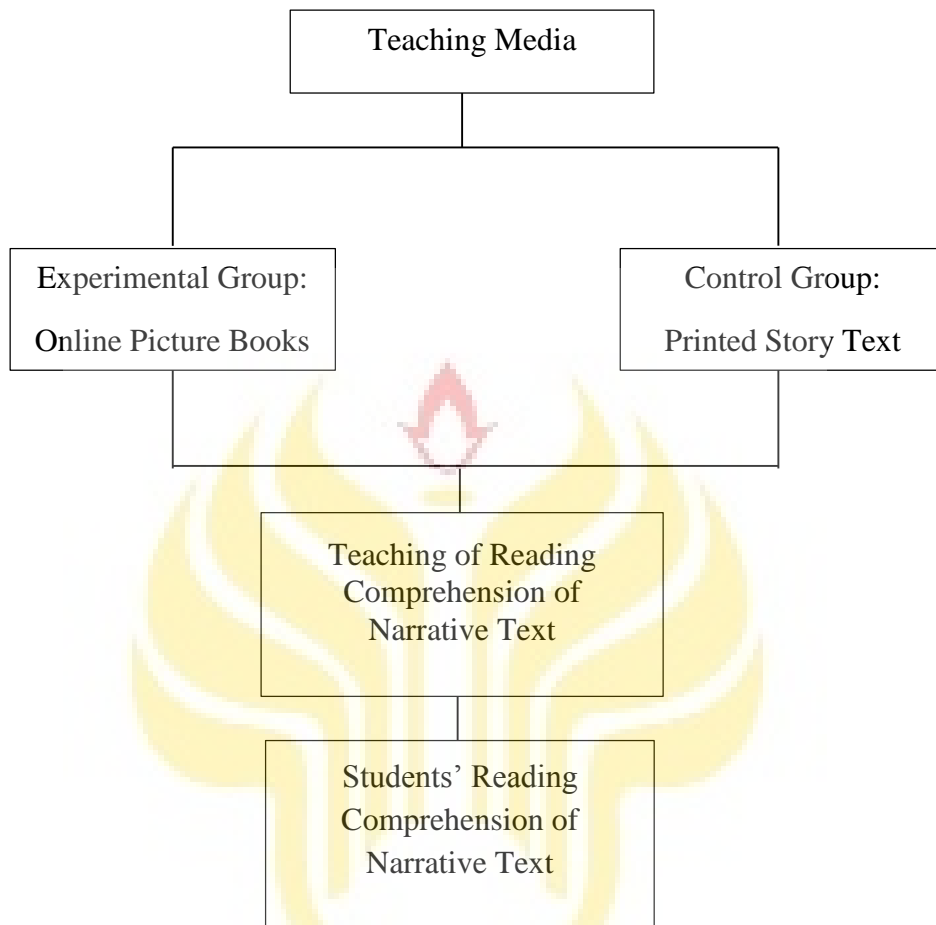 Teaching Media
Experimental Group:
Online Picture Books
Control Group:
Printed Story Text
Teaching of Reading
Comprehension of
Narrative Text
Students’ Reading
Comprehension of
Narrative Text